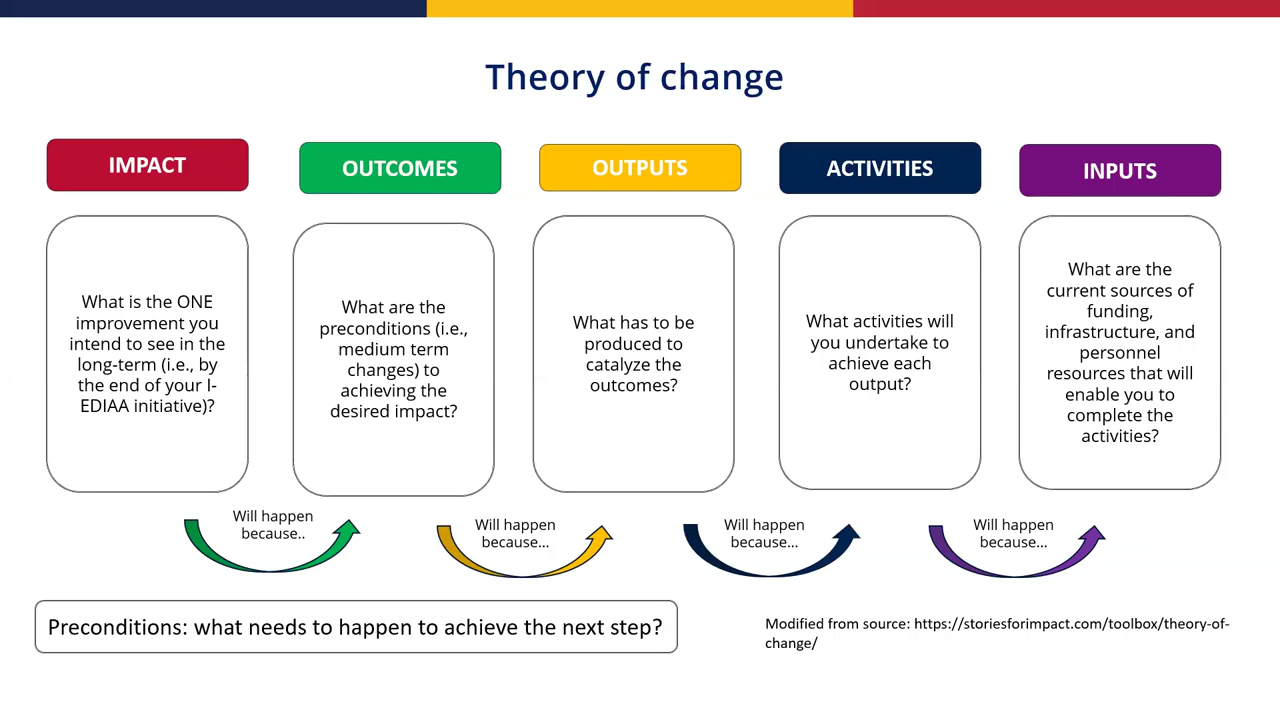 Theory of change
IMPACT
OUTCOMES
OUTPUTS
ACTIVITIES
INPUTS
What is the ONE
improvement you
intend to see in the
long-term (i.e., by
the end of your I-
EDIAA initiative)?
What are the
preconditions (i.e.,
medium term
changes) to
achieving the
desired impact?
What has to be
produced to
catalyze the
outcomes?
What activities will
you undertake to
achieve each
output?
What are the
current sources of
funding,
infrastructure, and
personnel
resources that will
enable you to
complete the
activities?
Will happen
because..
Will happen
because...
Will happen
because...
Will happen
because...
Preconditions: what needs to happen to achieve the next step?
Modified from source: https://storiesforimpact.com/toolbox/theory-of-
change/